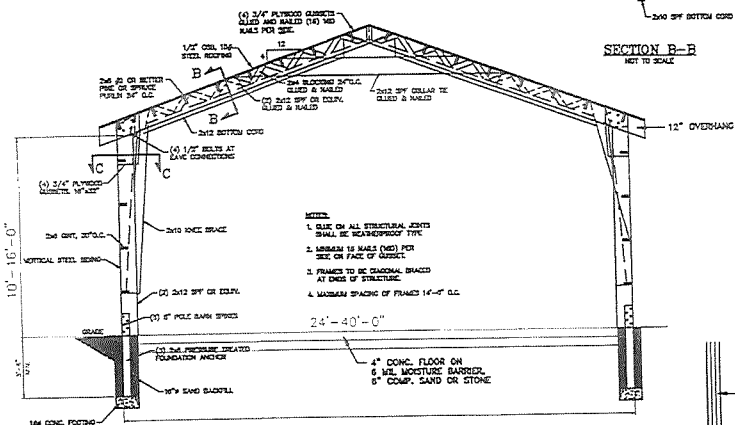 (4) 3/4" PLYWOOD GUSSETS
GLUED AND NAILED (16) W10
NAILS PER SIDE.
2x10 SPF BOTTOM CORD
SECTION B-B
NOT TO SCALE
1/2" OSB,
STEEL ROOFING
12
4
2x6 #2 OR BETTER
PINE OR SPRUCE
PURLIN 24" O.C.
B
B
2x4 BLOCKING 24"O.C.
GLUED & NAILED
(2) 2x12 SPF OR EQUIV.
GLUED & NAILED
2x12 SPF COLLAR TIE
GLUED & NAILED
2x12 BOTTOM CORD
12" OVERHANG
(4) 1/2" BOLTS AT
EAVE CONNECTIONS
C
C
(4) 3/4" PLYWOOD
GUSSETS,
2x10 KNEE BRACE
2x6 GIRT, 20"O.C.
VERTICAL STEEL SIDING
10'-16'-0"
NOTES:
1. GLUE ON ALL STRUCTURAL JOINTS
SHALL BE WEATHERPROOF TYPE
2. MINIMUM 15 NAILS (W10) PER
SIDE OR FACE OF GUSSET.
3. FRAMES TO BE DIAGONAL BRACED
AT ENDS OF STRUCTURE.
4. MAXIMUM SPACING OF FRAMES 14'-0" O.C.
(2) 2x12 SPF OR EQUIV.
(3) 8" POLE BARN SPIKES
24'-40'-0"
GRADE
(3) 2x6 PRESSURE TREATED
FOUNDATION ANCHOR
4" CONC. FLOOR ON
6 MIL MOISTURE BARRIER,
6" COMP. SAND OR STONE
16"ø SAND BACKFILL
CONC. FOOTING